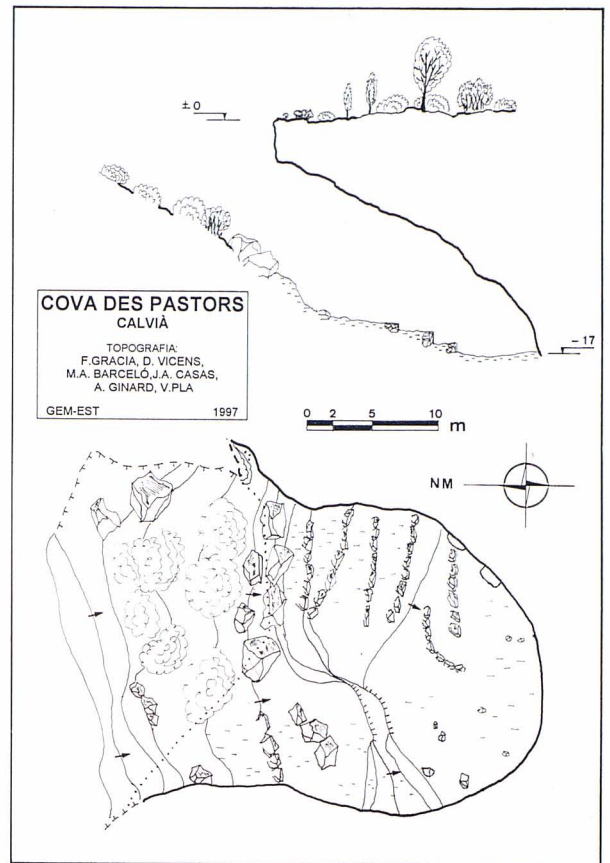 ± 0
COVA DES PASTORS
CALVIÀ
TOPOGRAFIA:
F.GRACIA, D. VICENS,
M.A. BARCELÓ,J.A. CASAS,
A. GINARD, V.PLA
GEM-EST 1997
– 17
0 2 5 10
m
NM